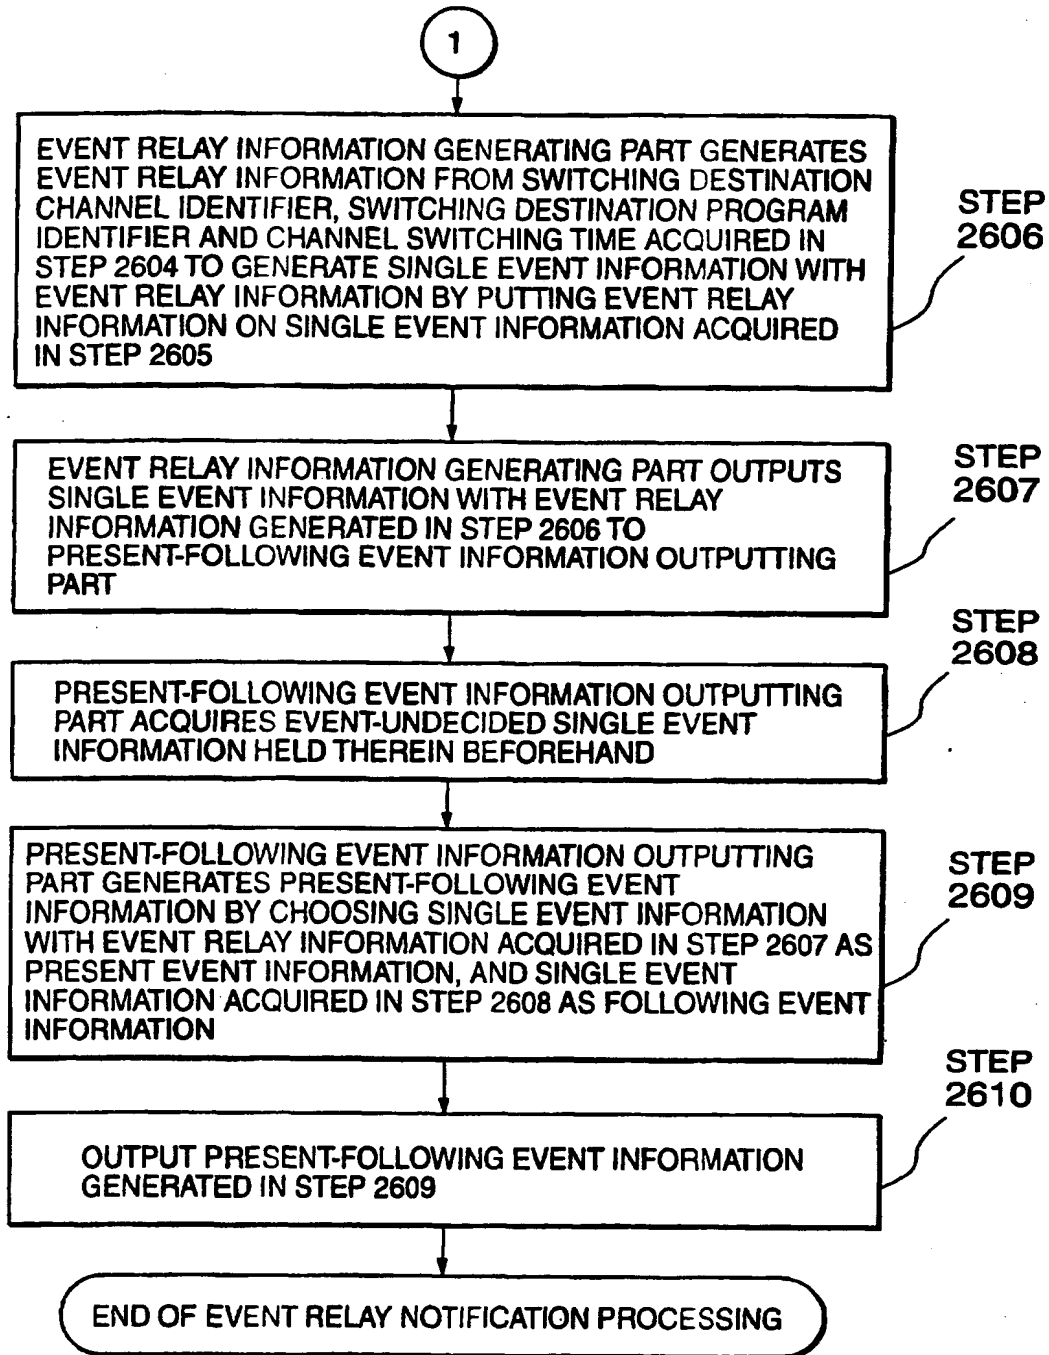 1
EVENT RELAY INFORMATION GENERATING PART GENERATES
EVENT RELAY INFORMATION FROM SWITCHING DESTINATION
CHANNEL IDENTIFIER, SWITCHING DESTINATION PROGRAM
IDENTIFIER AND CHANNEL SWITCHING TIME ACQUIRED IN
STEP 2604 TO GENERATE SINGLE EVENT INFORMATION WITH
EVENT RELAY INFORMATION BY PUTTING EVENT RELAY
INFORMATION ON SINGLE EVENT INFORMATION ACQUIRED
IN STEP 2605
STEP
2606
EVENT RELAY INFORMATION GENERATING PART OUTPUTS
SINGLE EVENT INFORMATION WITH EVENT RELAY
INFORMATION GENERATED IN STEP 2606 TO
PRESENT-FOLLOWING EVENT INFORMATION OUTPUTTING
PART
STEP
2607
PRESENT-FOLLOWING EVENT INFORMATION OUTPUTTING
PART ACQUIRES EVENT-UNDECIDED SINGLE EVENT
INFORMATION HELD THEREIN BEFOREHAND
STEP
2608
PRESENT-FOLLOWING EVENT INFORMATION OUTPUTTING
PART GENERATES PRESENT-FOLLOWING EVENT
INFORMATION BY CHOOSING SINGLE EVENT INFORMATION
WITH EVENT RELAY INFORMATION ACQUIRED IN STEP 2607 AS
PRESENT EVENT INFORMATION, AND SINGLE EVENT
INFORMATION ACQUIRED IN STEP 2608 AS FOLLOWING EVENT
INFORMATION
STEP
2609
OUTPUT PRESENT-FOLLOWING EVENT INFORMATION
GENERATED IN STEP 2609
STEP
2610
END OF EVENT RELAY NOTIFICATION PROCESSING